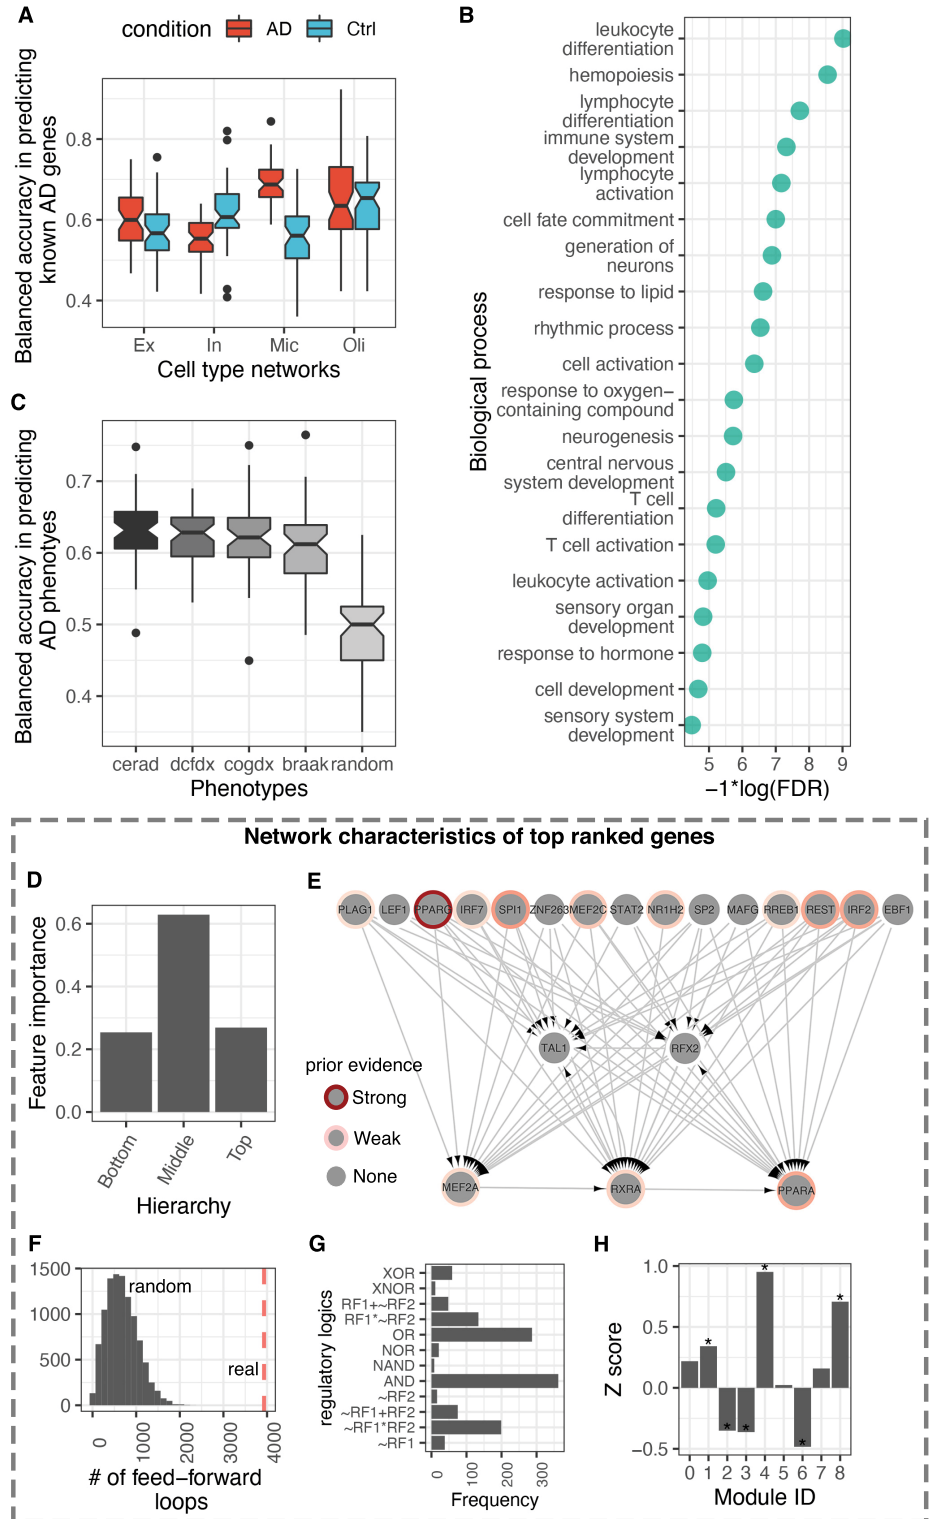 A
condition AD Ctrl
Balanced accuracy in predicting
known AD genes
0.8
0.6
0.4
Ex In Mic Oli
Cell type networks
B
Biological process
leukocyte
differentiation
hemopoiesis
lymphocyte
differentiation
immune system
development
lymphocyte
activation
cell fate commitment
generation of
neurons
response to lipid
rhythmic process
cell activation
response to oxygen−
containing compound
neurogenesis
central nervous
system development
T cell
differentiation
T cell activation
leukocyte activation
sensory organ
development
response to hormone
cell development
sensory system
development
5 6 7 8 9
−1*log(FDR)
C
Balanced accuracy in predicting
AD phenotyes
0.7
0.6
0.5
0.4
cerad dcfdx cogdx braak random
Phenotypes
Network characteristics of top ranked genes
D
Feature importance
0.6
0.4
0.2
0.0
Bottom Middle Top
Hierarchy
E
PLAG1 LEF1 PPARG IRF7 SPI1 ZNF263 MEF2C STAT2 NR1H2 SP2 MAFG RREB1 REST IRF2 EBF1
TAL1 RFX2
prior evidence
Strong
Weak
None
MEF2A RXRA PPARA
F
1500
1000
500
0
random
real
0 1000 2000 3000 4000
# of feed−forward
loops
G
regulatory logics
XOR
XNOR
RF1+~RF2
RF1*~RF2
OR
NOR
NAND
AND
~RF2
~RF1+RF2
~RF1*RF2
~RF1
0 100 200 300
Frequency
H
Z score
1.0
0.5
0.0
−0.5
* * * * * *
0 1 2 3 4 5 6 7 8
Module ID